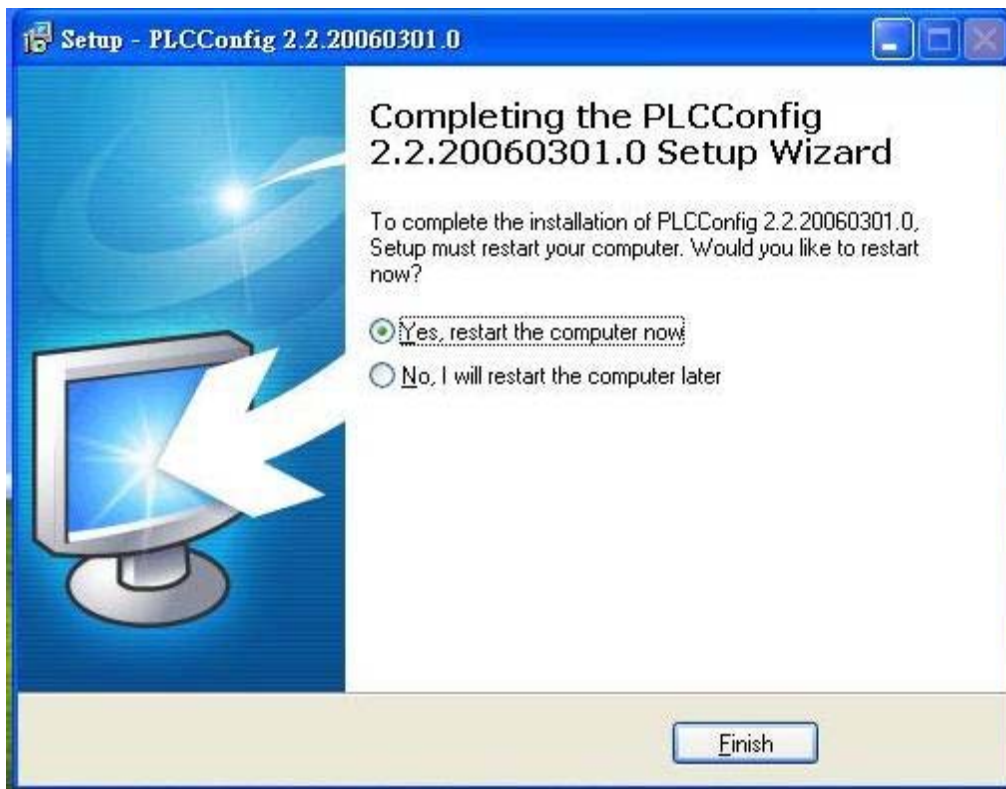 Setup - PLCConfig 2.2.20060301.0
Completing the PLCConfig
2.2.20060301.0 Setup Wizard
To complete the installation of PLCConfig 2.2.20060301.0,
Setup must restart your computer. Would you like to restart
now?
Yes, restart the computer now
No, I will restart the computer later
Finish